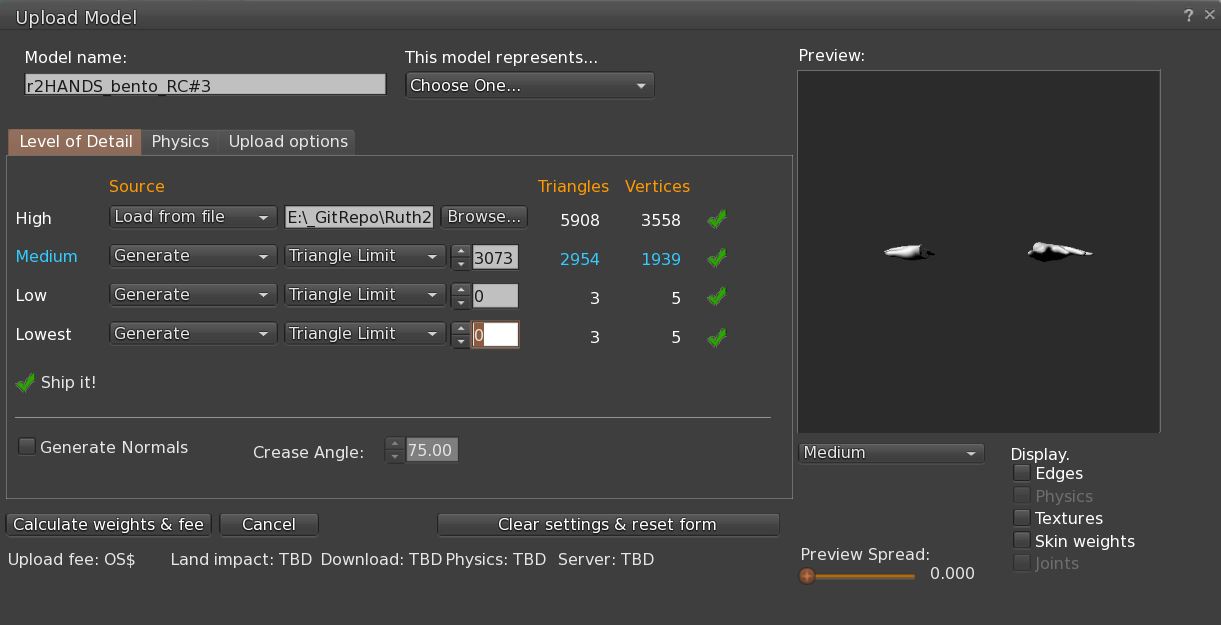 Upload Model ? ×
Model name: This model represents... Preview:
r2HANDS_bento_RC#3 Choose One...
Level of Detail Physics Upload options
Source Triangles Vertices
High Load from file E:\_GitRepo\Ruth2 Browse... 5908 3558
Medium Generate Triangle Limit 3073 2954 1939
Low Generate Triangle Limit 0 3 5
Lowest Generate Triangle Limit 0 3 5
Ship it!
Generate Normals Crease Angle: 75.00
Medium Display.
Edges
Physics
Textures
Skin weights
Joints
Preview Spread: 0.000
Calculate weights & fee Cancel Clear settings & reset form
Upload fee: OS$ Land impact: TBD Download: TBD Physics: TBD Server: TBD